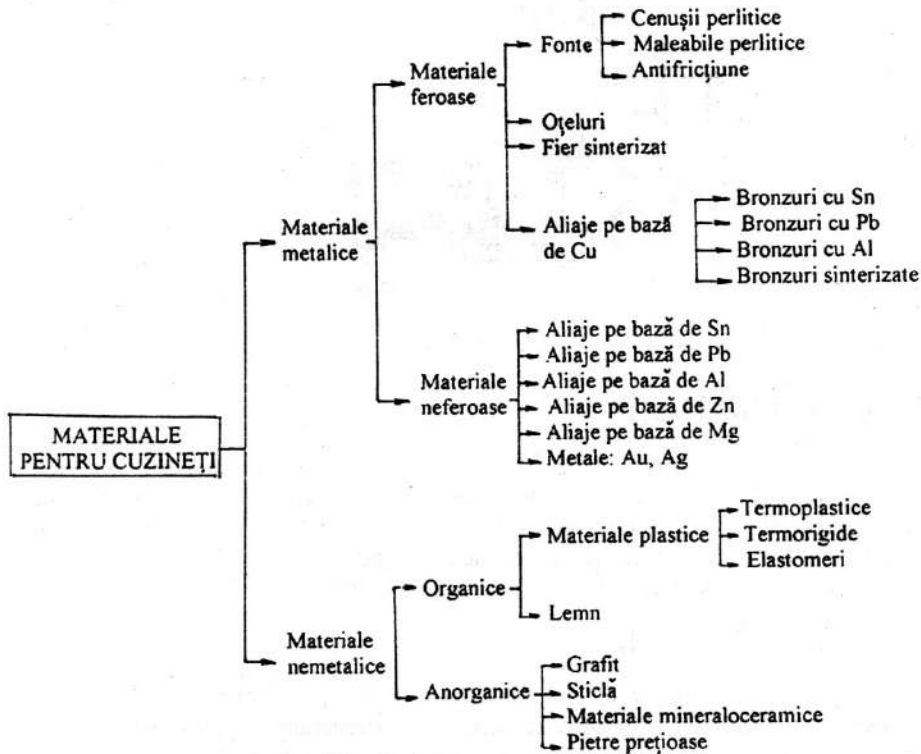 Cenușii perlitice
Fonte
Maleabile perlitice
Antifricțiune
Materiale
feroase
Oțeluri
Fier sinterizat
Bronzuri cu Sn
Materiale
metalice
Aliaje pe bază
de Cu
Bronzuri cu Pb
Bronzuri cu Al
Bronzuri sinterizate
Aliaje pe bază de Sn
Aliaje pe bază de Pb
Materiale
neferoase
Aliaje pe bază de Al
Aliaje pe bază de Zn
Aliaje pe bază de Mg
Metale: Au, Ag
MATERIALE
PENTRU CUZINEȚI
Termoplastice
Materiale plastice
Termorigide
Elastomeri
Organice
Lemn
Materiale
nemetalice
Grafit
Anorganice
Sticlă
Materiale mineraloceramice
Pietre prețioase